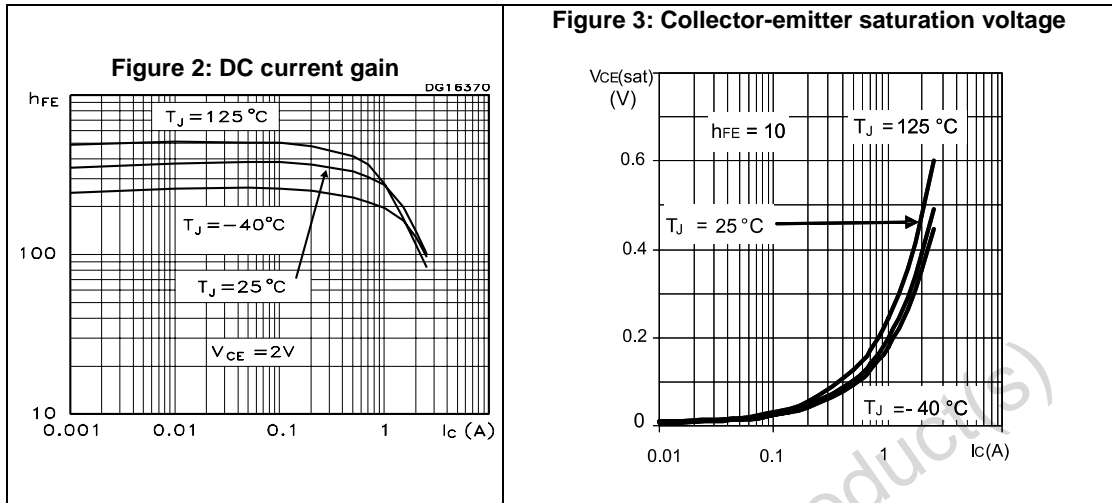 Figure 2: DC current gain
DG16370
hFE
TJ = 125 °C
TJ = -40°C
100
TJ = 25 °C
VCE = 2V
10
0.001
0.01
0.1
1
IC (A)
Figure 3: Collector-emitter saturation voltage
VCE(sat)
(V)
hFE = 10
TJ = 125 °C
0.6
TJ = 25 °C
0.4
0.2
TJ = - 40 °C
0
0.01
0.1
1
IC(A)